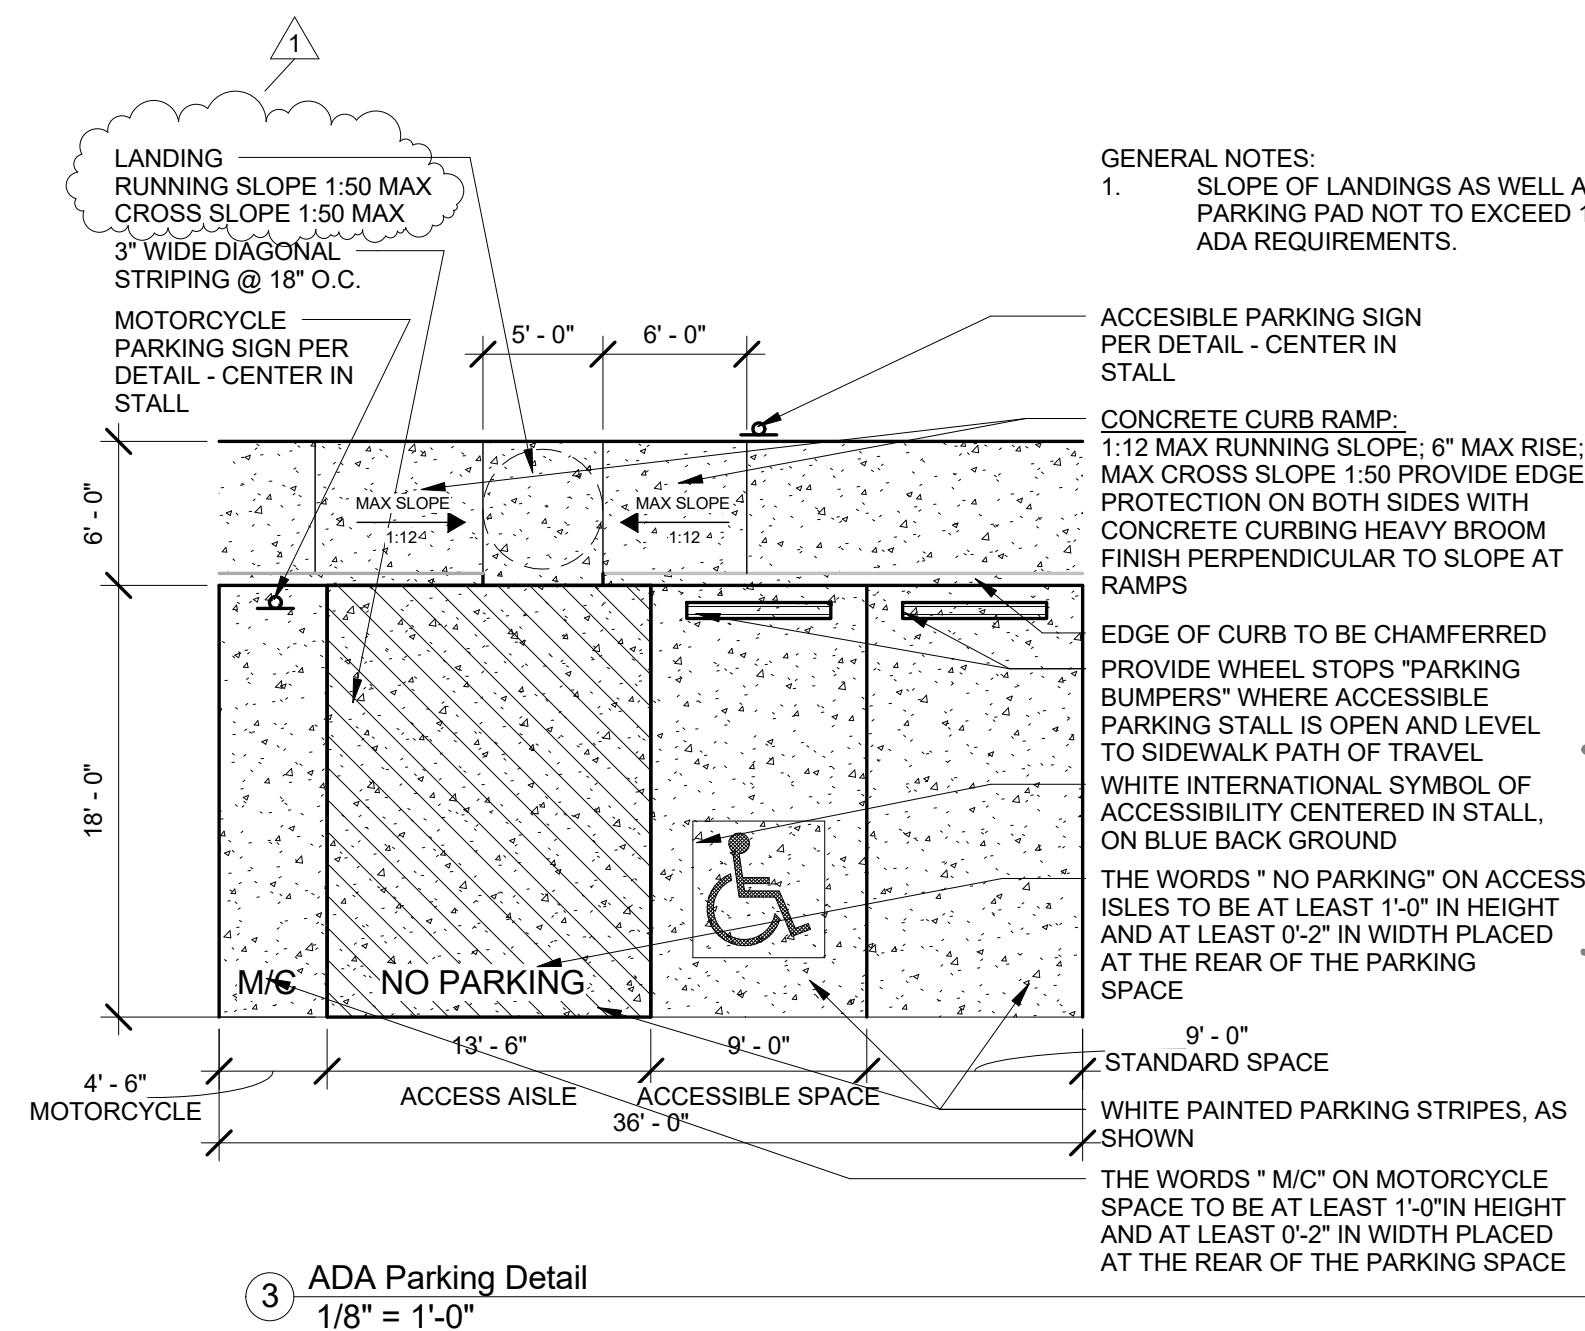 1
LANDING
RUNNING SLOPE 1:50 MAX
CROSS SLOPE 1:50 MAX
3" WIDE DIAGONAL
STRIPING @ 18" O.C.
MOTORCYCLE
PARKING SIGN PER
DETAIL - CENTER IN
STALL
GENERAL NOTES:
1. SLOPE OF LANDINGS AS WELL
PARKING PAD NOT TO EXCEED
ADA REQUIREMENTS.
5' - 0"
6' - 0"
ACCESIBLE PARKING SIGN
PER DETAIL - CENTER IN
STALL
CONCRETE CURB RAMP:
1:12 MAX RUNNING SLOPE; 6" MAX RISE;
MAX CROSS SLOPE 1:50 PROVIDE EDGE
PROTECTION ON BOTH SIDES WITH
CONCRETE CURBING HEAVY BROOM
FINISH PERPENDICULAR TO SLOPE AT
RAMPS
6' - 0"
MAX SLOPE
1:12
MAX SLOPE
1:12
EDGE OF CURB TO BE CHAMFERRED
PROVIDE WHEEL STOPS "PARKING
BUMPERS" WHERE ACCESSIBLE
PARKING STALL IS OPEN AND LEVEL
TO SIDEWALK PATH OF TRAVEL
18' - 0"
WHITE INTERNATIONAL SYMBOL OF
ACCESSIBILITY CENTERED IN STALL,
ON BLUE BACK GROUND
THE WORDS " NO PARKING" ON ACCESS
ISLES TO BE AT LEAST 1'-0" IN HEIGHT
AND AT LEAST 0'-2" IN WIDTH PLACED
AT THE REAR OF THE PARKING
SPACE
M/C
NO PARKING
4' - 6"
MOTORCYCLE
13' - 6"
ACCESS AISLE
9' - 0"
ACCESSIBLE SPACE
9' - 0"
STANDARD SPACE
36' - 0"
WHITE PAINTED PARKING STRIPES, AS
SHOWN
THE WORDS " M/C" ON MOTORCYCLE
SPACE TO BE AT LEAST 1'-0"IN HEIGHT
AND AT LEAST 0'-2" IN WIDTH PLACED
AT THE REAR OF THE PARKING SPACE
3
ADA Parking Detail
1/8" = 1'-0"